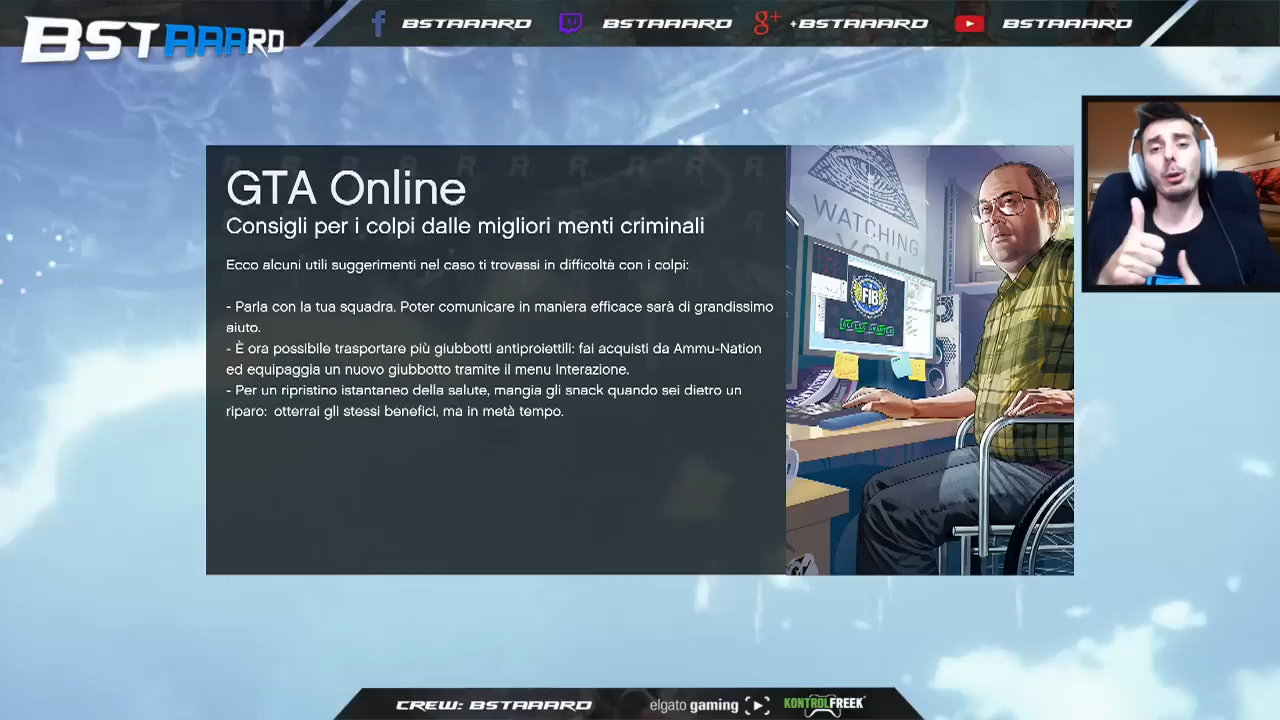 BSTAAARD
BSTAAARD
BSTAAARD
+BSTAAARD
BSTAAARD
GTA Online
Consigli per i colpi dalle migliori menti criminali
Ecco alcuni utili suggerimenti nel caso ti trovassi in difficoltà con i colpi:
- Parla con la tua squadra. Poter comunicare in maniera efficace sarà di grandissimo
aiuto.
- È ora possibile trasportare più giubbotti antiproiettili: fai acquisti da Ammu-Nation
ed equipaggia un nuovo giubbotto tramite il menu Interazione.
- Per un ripristino istantaneo della salute, mangia gli snack quando sei dietro un
riparo: otterrai gli stessi benefici, ma in metà tempo.
WATCHING
YOU
FIB
ACCESS GRANTED
CREW: BSTAAARD
elgato gaming
KONTROLFREEK